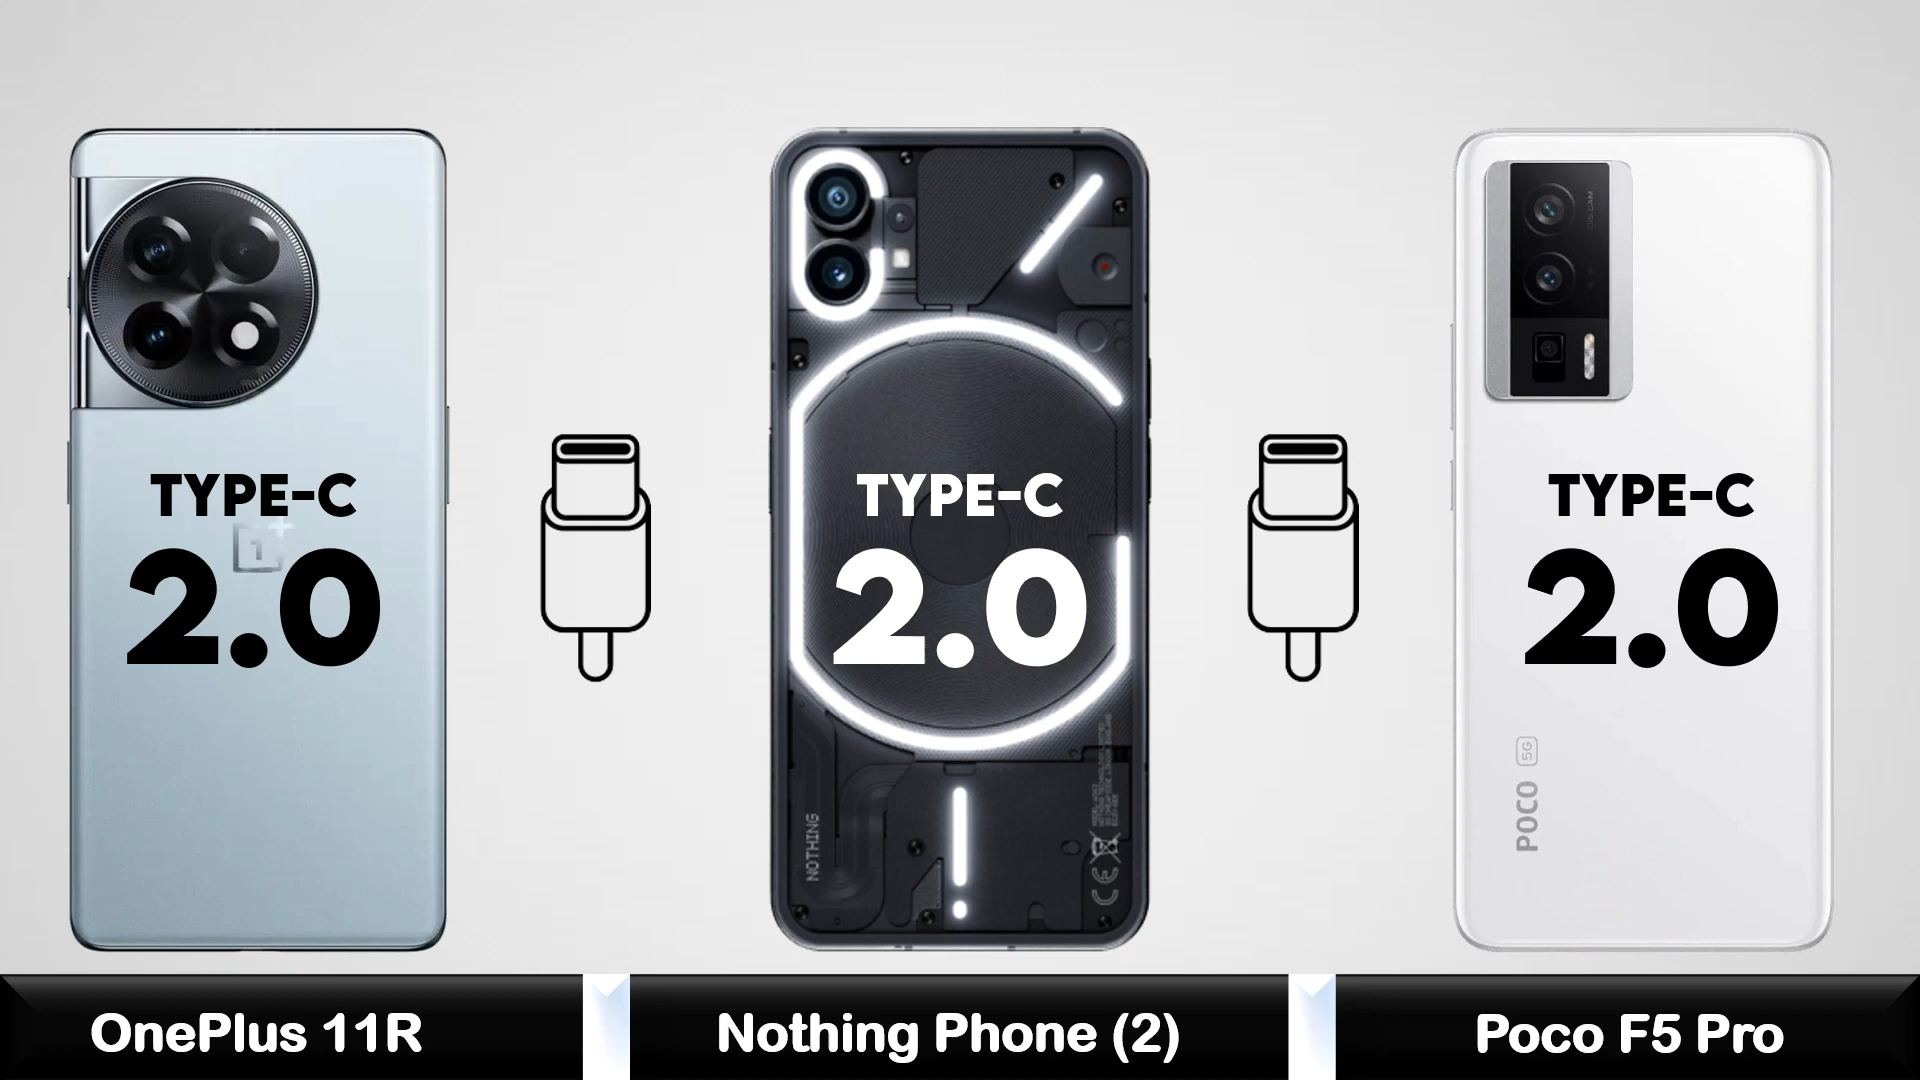 TYPE-C
2.0
TYPE-C
2.0
TYPE-C
2.0
NOTHING
CE
5G
POCO
OnePlus 11R
Nothing Phone (2)
Poco F5 Pro